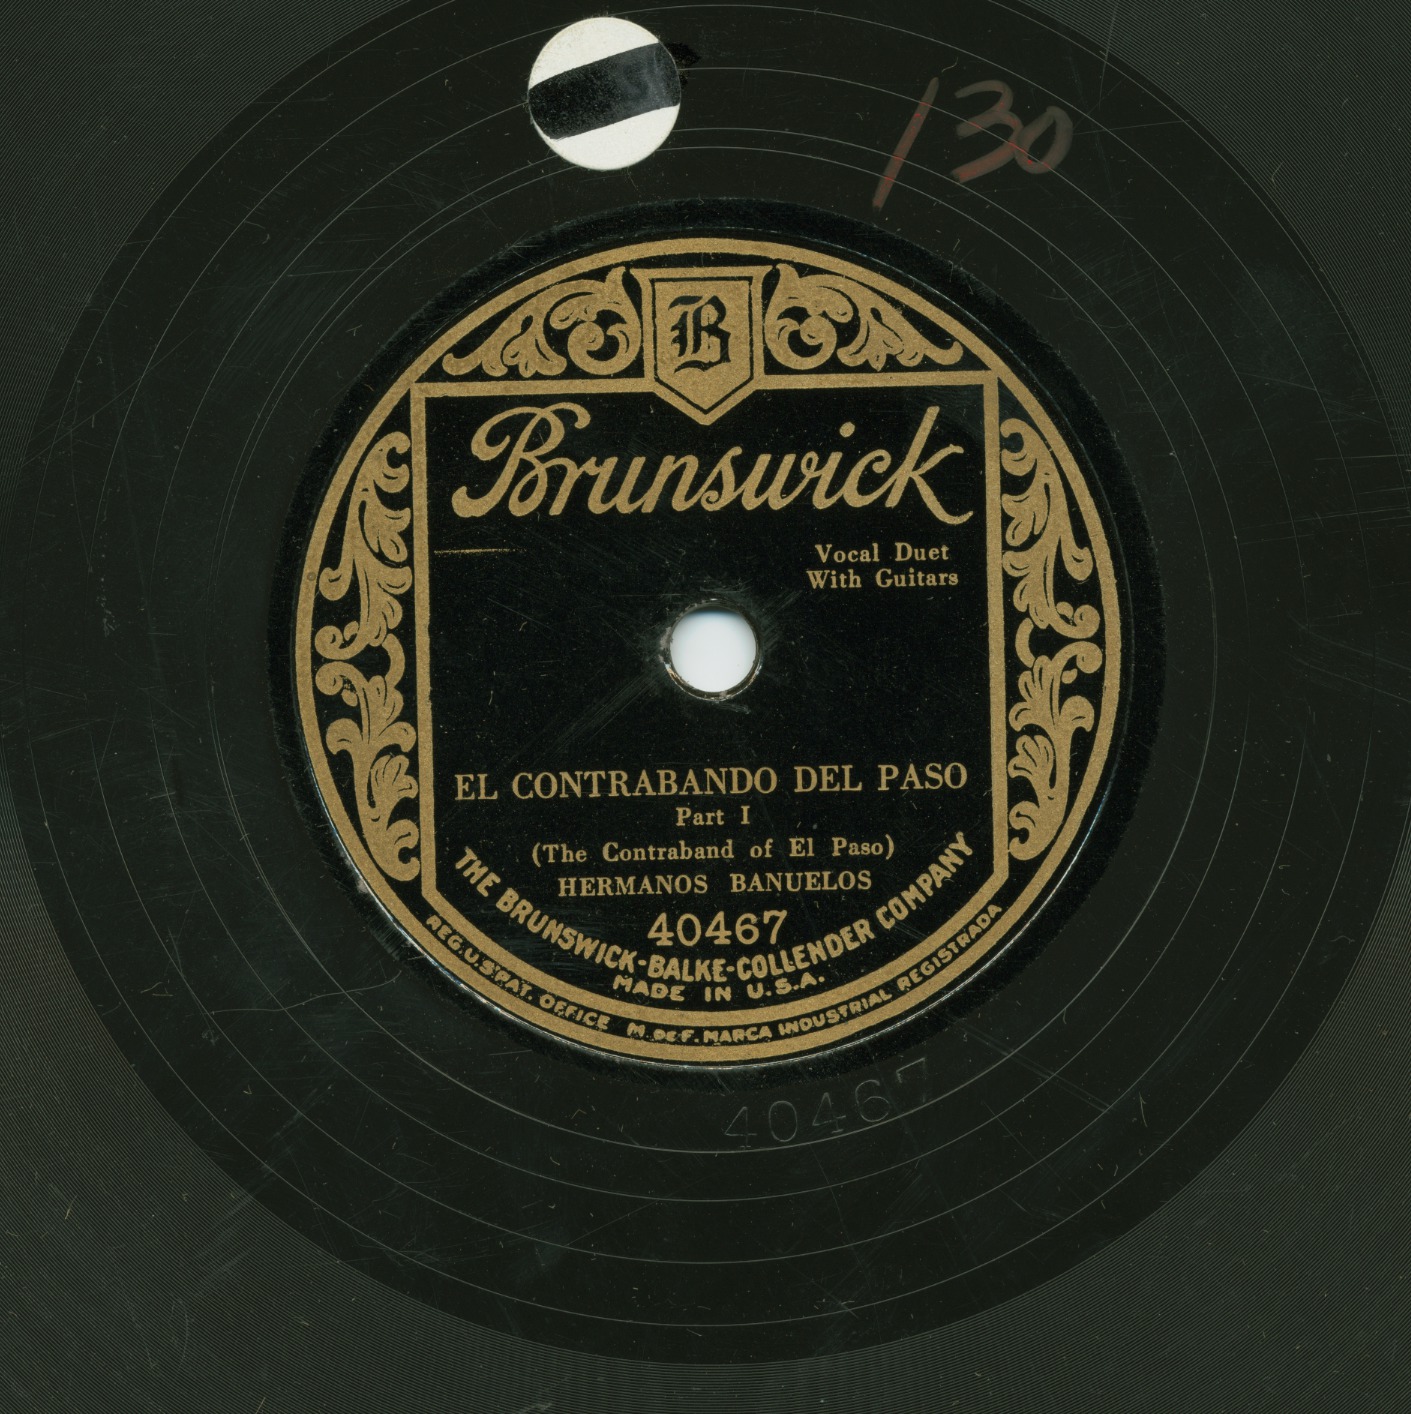 130
B
Brunswick
Vocal Duet
With Guitars
EL CONTRABANDO DEL PASO
Part I
(The Contraband of El Paso)
HERMANOS BANUELOS
40467
THE BRUNSWICK-BALKE-COLLENDER COMPANY
MADE IN U.S.A.
REG. U.S. PAT. OFFICE M. DE F. MARCA INDUSTRIAL REGISTRADA
40467